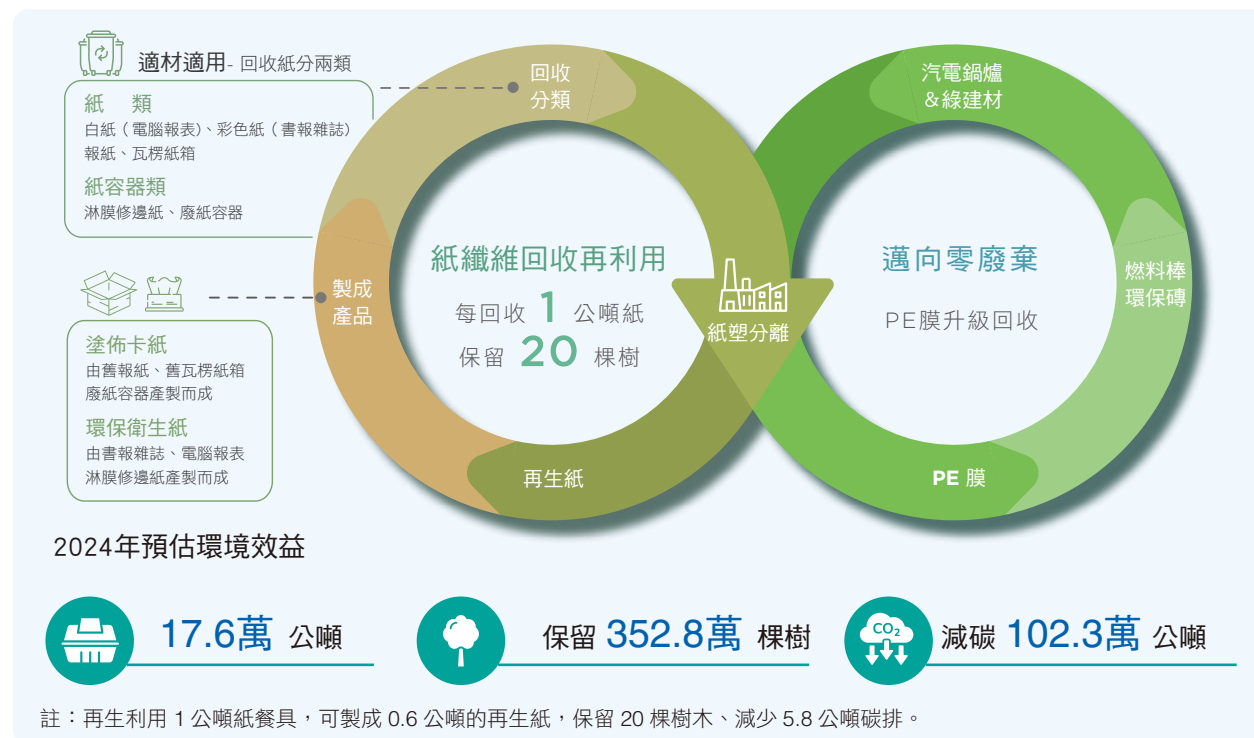 適材適用- 回收紙分兩類
紙 類
白紙（電腦報表）、彩色紙（書報雜誌）
報紙、瓦楞紙箱
紙容器類
淋膜修邊紙、廢紙容器
塗佈卡紙
由舊報紙、舊瓦楞紙箱
廢紙容器產製而成
環保衛生紙
由書報雜誌、電腦報表
淋膜修邊紙產製而成
回收
分類
製成
產品
紙纖維回收再利用
每回收 1 公噸紙
保留 20 棵樹
再生紙
紙塑分離
汽電鍋爐
＆綠建材
邁向零廢棄
PE膜升級回收
燃料棒
環保磚
PE 膜
2024年預估環境效益
17.6萬 公噸
保留 352.8萬 棵樹
CO₂
減碳 102.3萬 公噸
註：再生利用 1 公噸紙餐具，可製成 0.6 公噸的再生紙，保留 20 棵樹木、減少 5.8 公噸碳排。